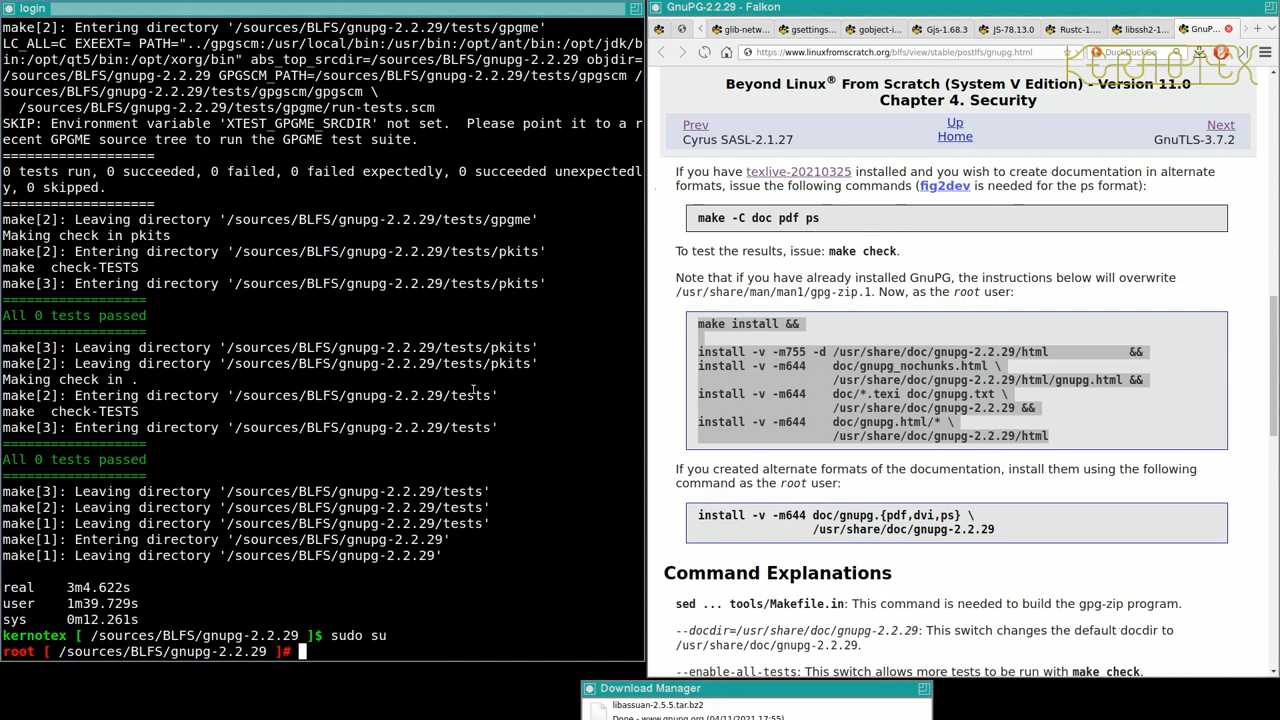 login
make[2]: Entering directory '/sources/BLFS/gnupg-2.2.29/tests/gpgme'
LC_ALL=C EXEEXT= PATH="../gpgscm:/usr/local/bin:/usr/bin:/opt/ant/bin:/opt/jdk/b
in:/opt/qt5/bin:/opt/xorg/bin" abs_top_srcdir=/sources/BLFS/gnupg-2.2.29 objdir=
/sources/BLFS/gnupg-2.2.29 GPGSCM_PATH=/sources/BLFS/gnupg-2.2.29/tests/gpgscm /
sources/BLFS/gnupg-2.2.29/tests/gpgscm/gpgscm \
/sources/BLFS/gnupg-2.2.29/tests/gpgme/run-tests.scm
SKIP: Environment variable 'XTEST_GPGME_SRCDIR' not set.  Please point it to a r
ecent GPGME source tree to run the GPGME test suite.
===================
0 tests run, 0 succeeded, 0 failed, 0 failed expectedly, 0 succeeded unexpectedl
y, 0 skipped.
===================
make[2]: Leaving directory '/sources/BLFS/gnupg-2.2.29/tests/gpgme'
Making check in pkits
make[2]: Entering directory '/sources/BLFS/gnupg-2.2.29/tests/pkits'
make  check-TESTS
make[3]: Entering directory '/sources/BLFS/gnupg-2.2.29/tests/pkits'
==================
All 0 tests passed
==================
make[3]: Leaving directory '/sources/BLFS/gnupg-2.2.29/tests/pkits'
make[2]: Leaving directory '/sources/BLFS/gnupg-2.2.29/tests/pkits'
Making check in .
make[2]: Entering directory '/sources/BLFS/gnupg-2.2.29/tests'
make  check-TESTS
make[3]: Entering directory '/sources/BLFS/gnupg-2.2.29/tests'
==================
All 0 tests passed
==================
make[3]: Leaving directory '/sources/BLFS/gnupg-2.2.29/tests'
make[2]: Leaving directory '/sources/BLFS/gnupg-2.2.29/tests'
make[1]: Leaving directory '/sources/BLFS/gnupg-2.2.29/tests'
make[1]: Entering directory '/sources/BLFS/gnupg-2.2.29'
make[1]: Leaving directory '/sources/BLFS/gnupg-2.2.29'
real    3m4.622s
user    1m39.729s
sys     0m12.261s
kernotex [ /sources/BLFS/gnupg-2.2.29 ]$ sudo su
root [ /sources/BLFS/gnupg-2.2.29 ]#
GnuPG-2.2.29 - Falkon
glib-netw... gsettings... gobject-i... Gjs-1.68.3 JS-78.13.0 Rustc-1.... libssh2-1... GnuP...
https://www.linuxfromscratch.org/blfs/view/stable/postlfs/gnupg.html DuckDuckGo
KERNOTEX
Beyond Linux® From Scratch (System V Edition) - Version 11.0
Chapter 4. Security
Prev Up Next
Cyrus SASL-2.1.27 Home GnuTLS-3.7.2
If you have texlive-20210325 installed and you wish to create documentation in alternate
formats, issue the following commands (fig2dev is needed for the ps format):
make -C doc pdf ps
To test the results, issue: make check.
Note that if you have already installed GnuPG, the instructions below will overwrite
/usr/share/man/man1/gpg-zip.1. Now, as the root user:
make install &&
install -v -m755 -d /usr/share/doc/gnupg-2.2.29/html            &&
install -v -m644    doc/gnupg_nochunks.html \
/usr/share/doc/gnupg-2.2.29/html/gnupg.html &&
install -v -m644    doc/*.texi doc/gnupg.txt \
/usr/share/doc/gnupg-2.2.29 &&
install -v -m644    doc/gnupg.html/* \
/usr/share/doc/gnupg-2.2.29/html
If you created alternate formats of the documentation, install them using the following
command as the root user:
install -v -m644 doc/gnupg.{pdf,dvi,ps} \
/usr/share/doc/gnupg-2.2.29
Command Explanations
sed ... tools/Makefile.in: This command is needed to build the gpg-zip program.
--docdir=/usr/share/doc/gnupg-2.2.29: This switch changes the default docdir to
/usr/share/doc/gnupg-2.2.29.
--enable-all-tests: This switch allows more tests to be run with make check.
Download Manager
libassuan-2.5.5.tar.bz2
Done - www.gnupg.org (04/11/2021 17:55)